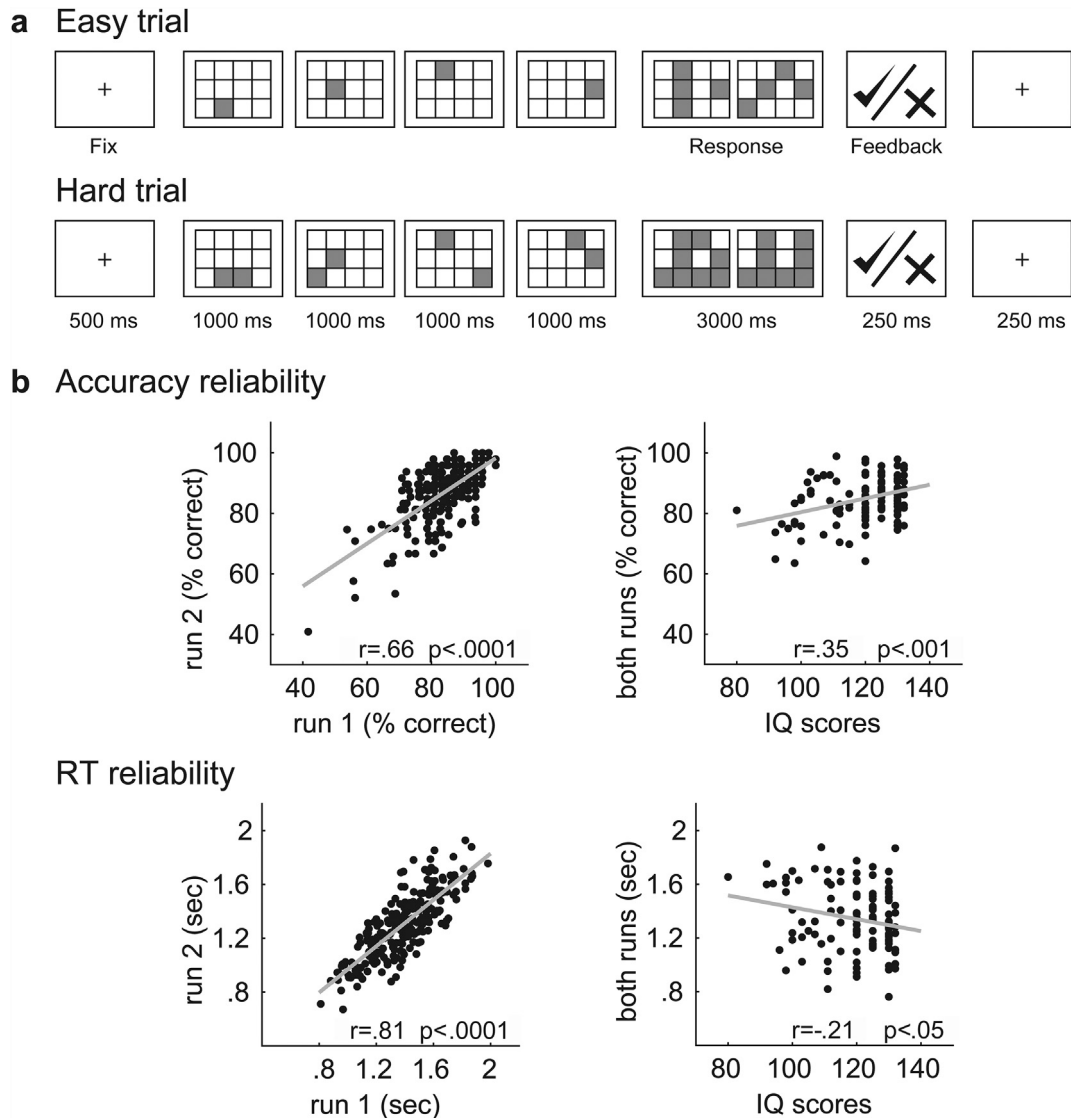 a Easy trial
Fix Response Feedback
Hard trial
500 ms 1000 ms 1000 ms 1000 ms 1000 ms 3000 ms 250 ms 250 ms
b Accuracy reliability
100
80
60
40
run 2 (% correct)
r=.66 p<.0001
40 60 80 100
run 1 (% correct)
100
80
60
40
both runs (% correct)
r=.35 p<.001
80 100 120 140
IQ scores
RT reliability
2
1.6
1.2
.8
run 2 (sec)
r=.81 p<.0001
.8 1.2 1.6 2
run 1 (sec)
2
1.6
1.2
.8
both runs (sec)
r=-.21 p<.05
80 100 120 140
IQ scores